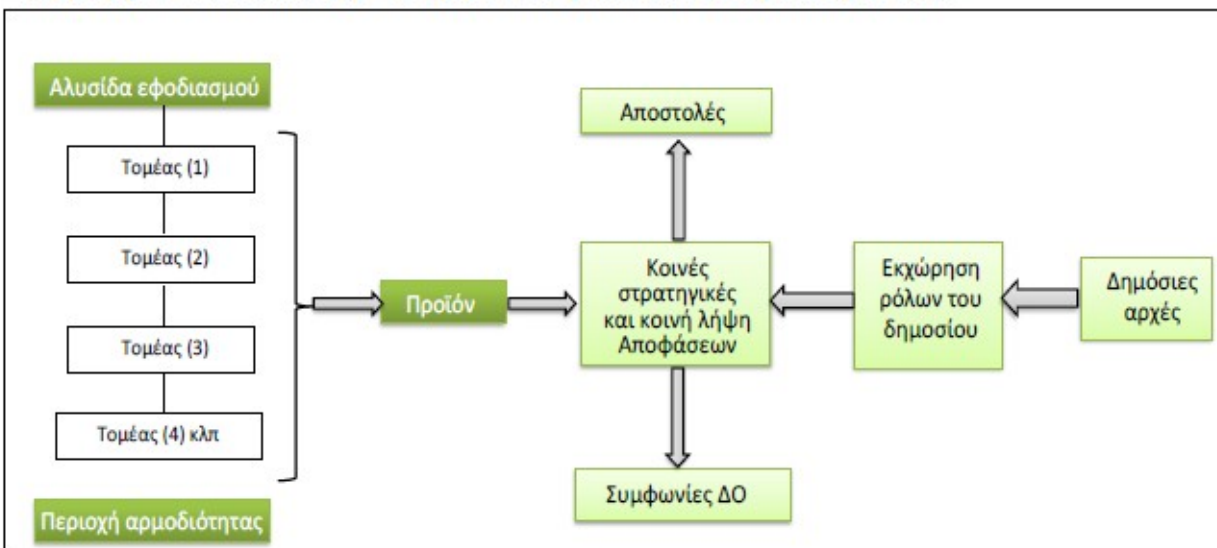 Αλυσίδα εφοδιασμού
Τομέας (1)
Τομέας (2)
Τομέας (3)
Τομέας (4) κλπ
Περιοχή αρμοδιότητας
Προϊόν
Αποστολές
Κοινές
στρατηγικές
και κοινή λήψη
Αποφάσεων
Συμφωνίες ΔΟ
Εκχώρηση
ρόλων του
δημοσίου
Δημόσιες
αρχές